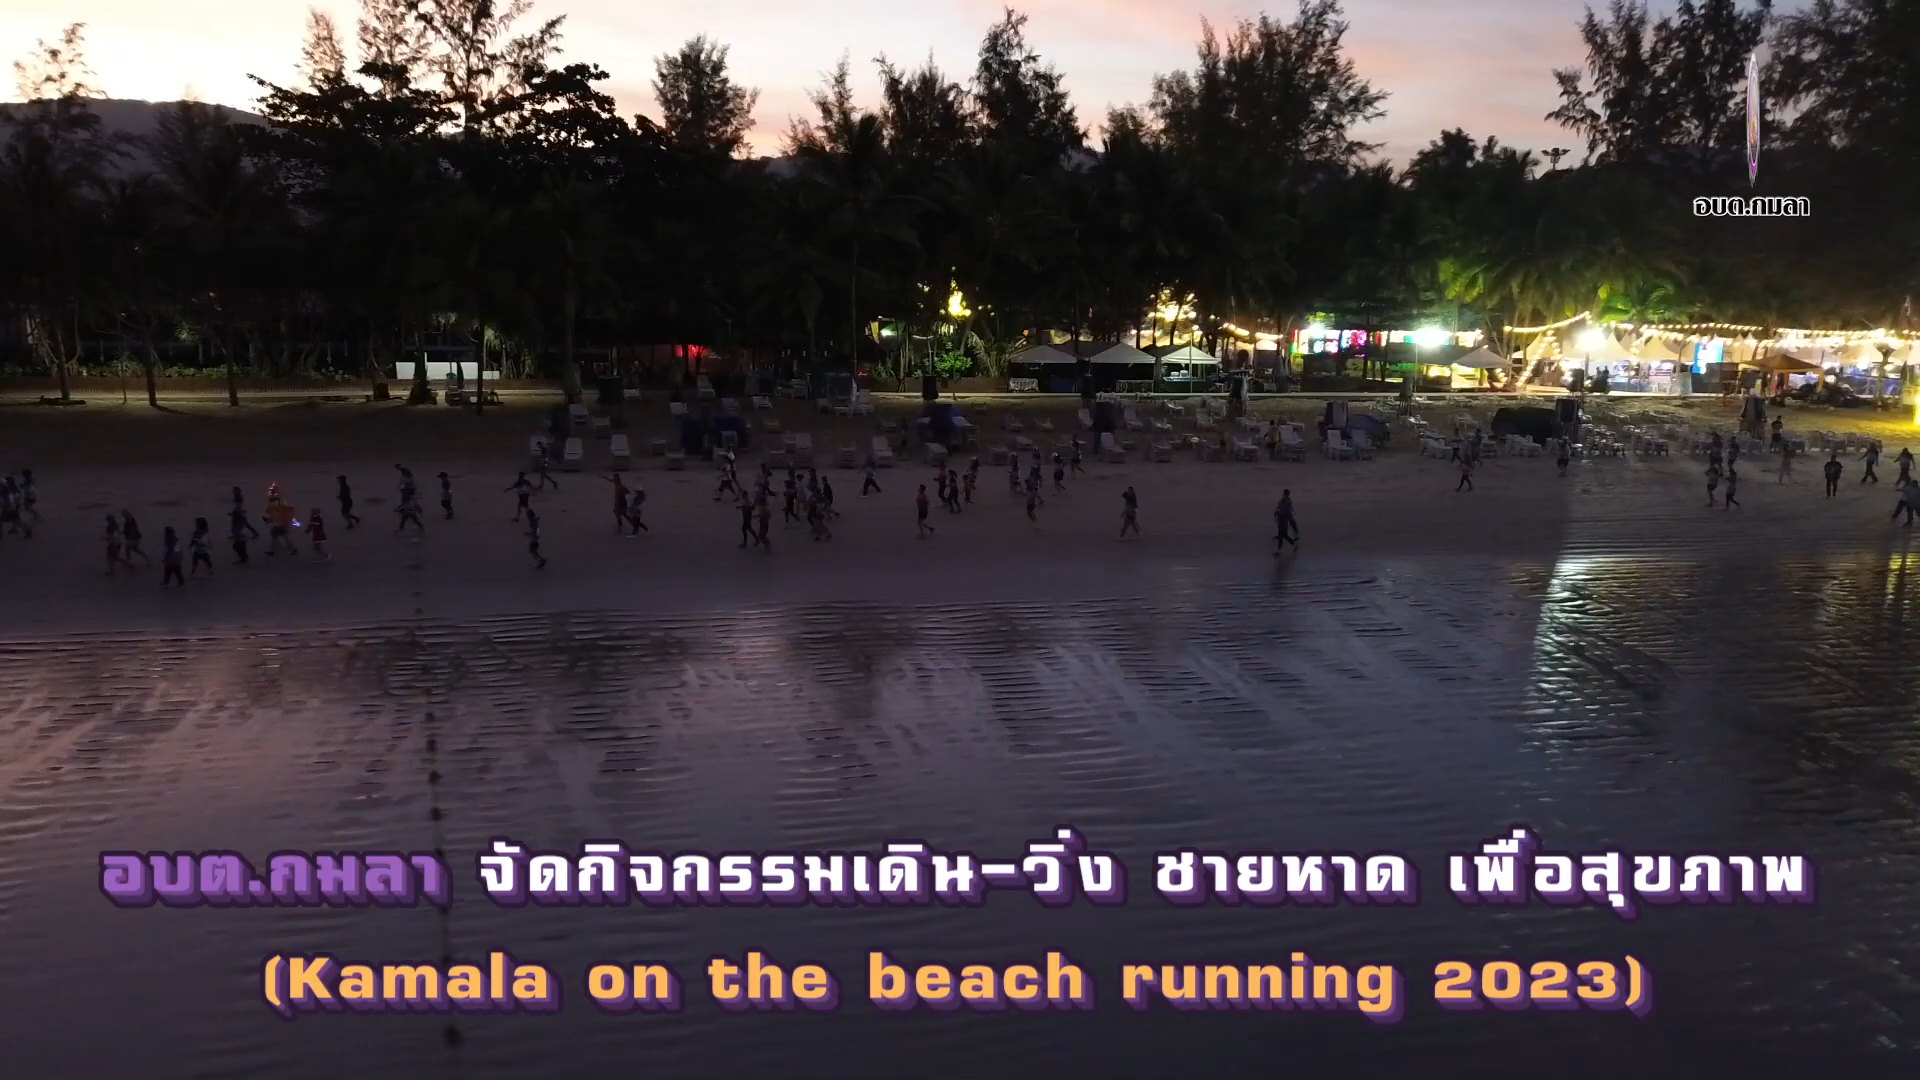 อบต.กมลา
อบต.กมลา จัดกิจกรรมเดิน-วิ่ง ชายหาด เพื่อสุขภาพ
(Kamala on the beach running 2023)